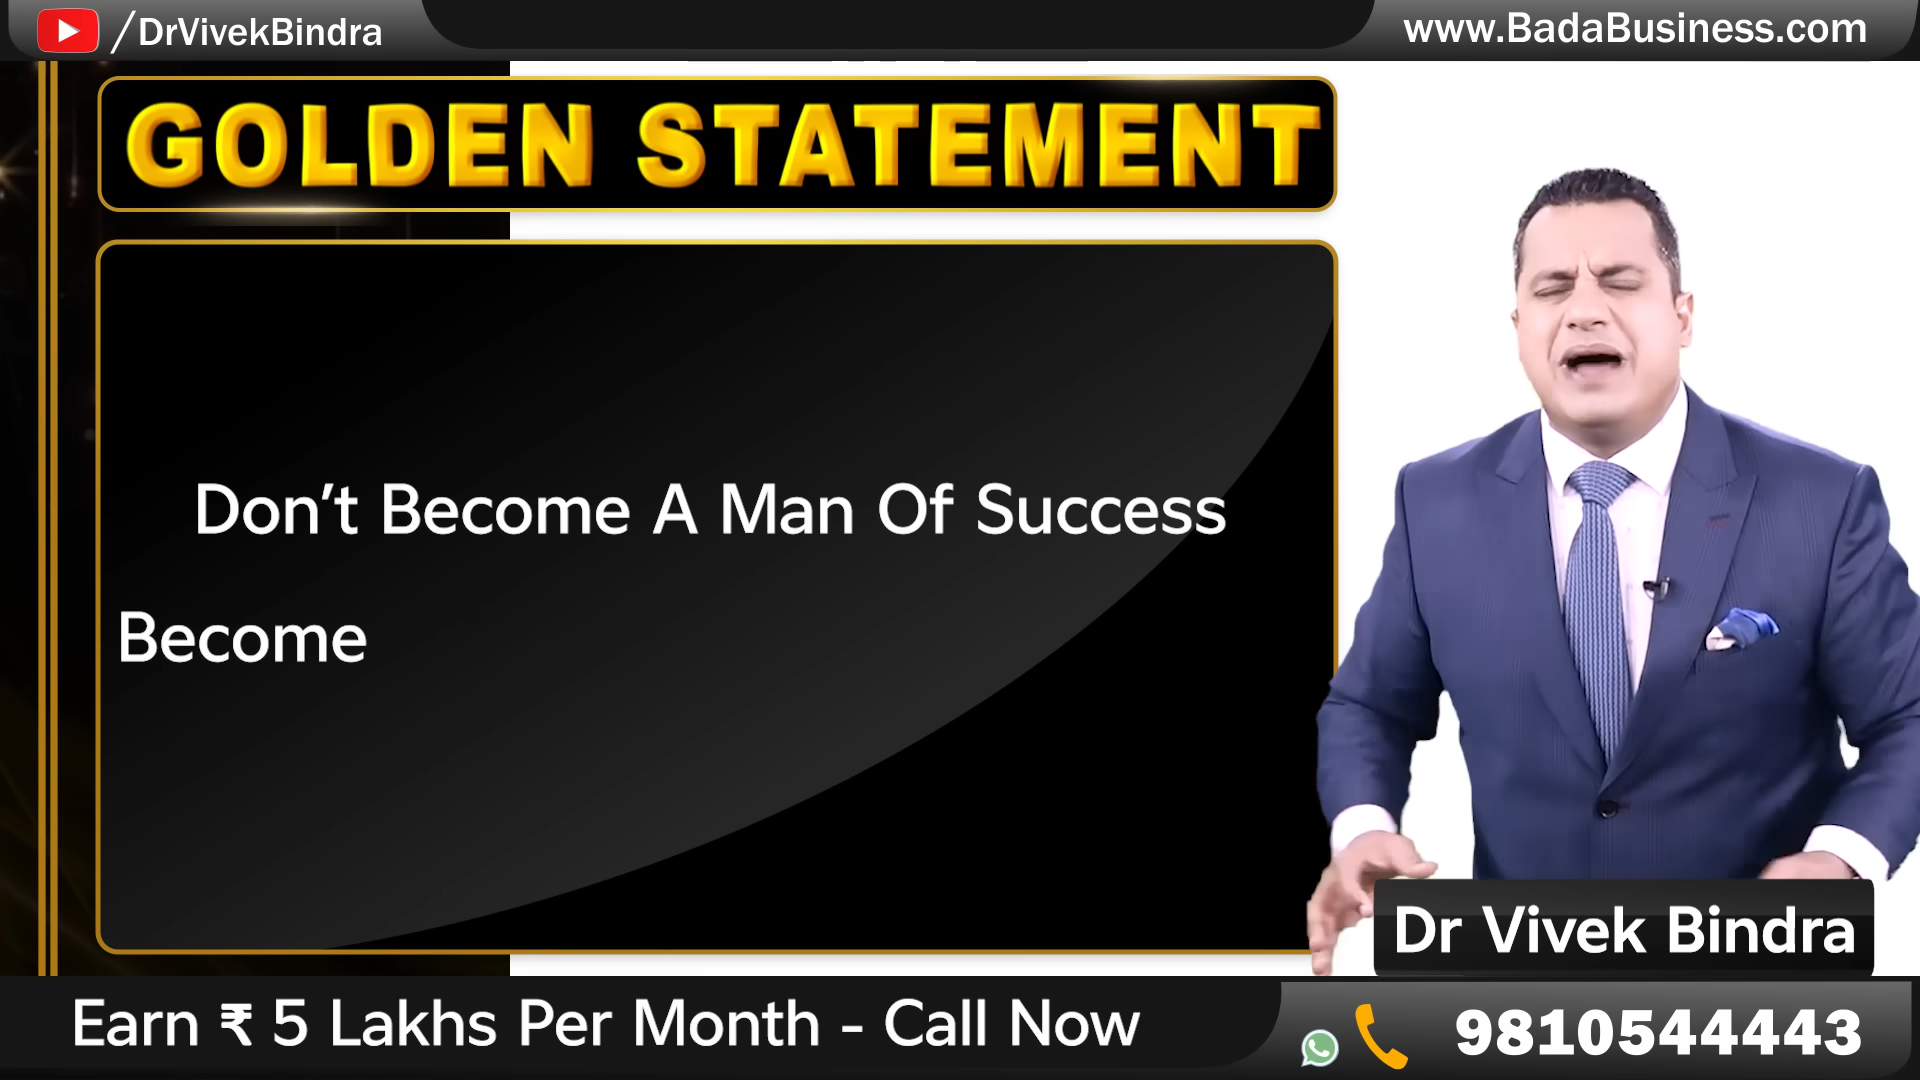 /DrVivekBindra
www.BadaBusiness.com
GOLDEN STATEMENT
Don't Become A Man Of Success
Become
Dr Vivek Bindra
Earn ₹ 5 Lakhs Per Month - Call Now
9810544443